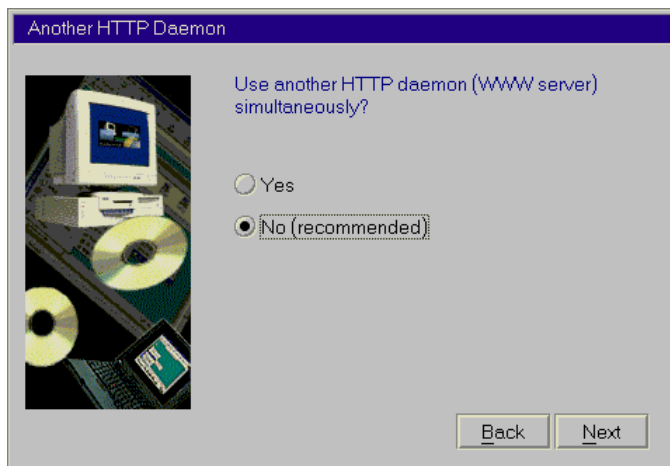 Another HTTP Daemon
Use another HTTP daemon (WWW server)
simultaneously?
Yes
No (recommended)
Back
Next